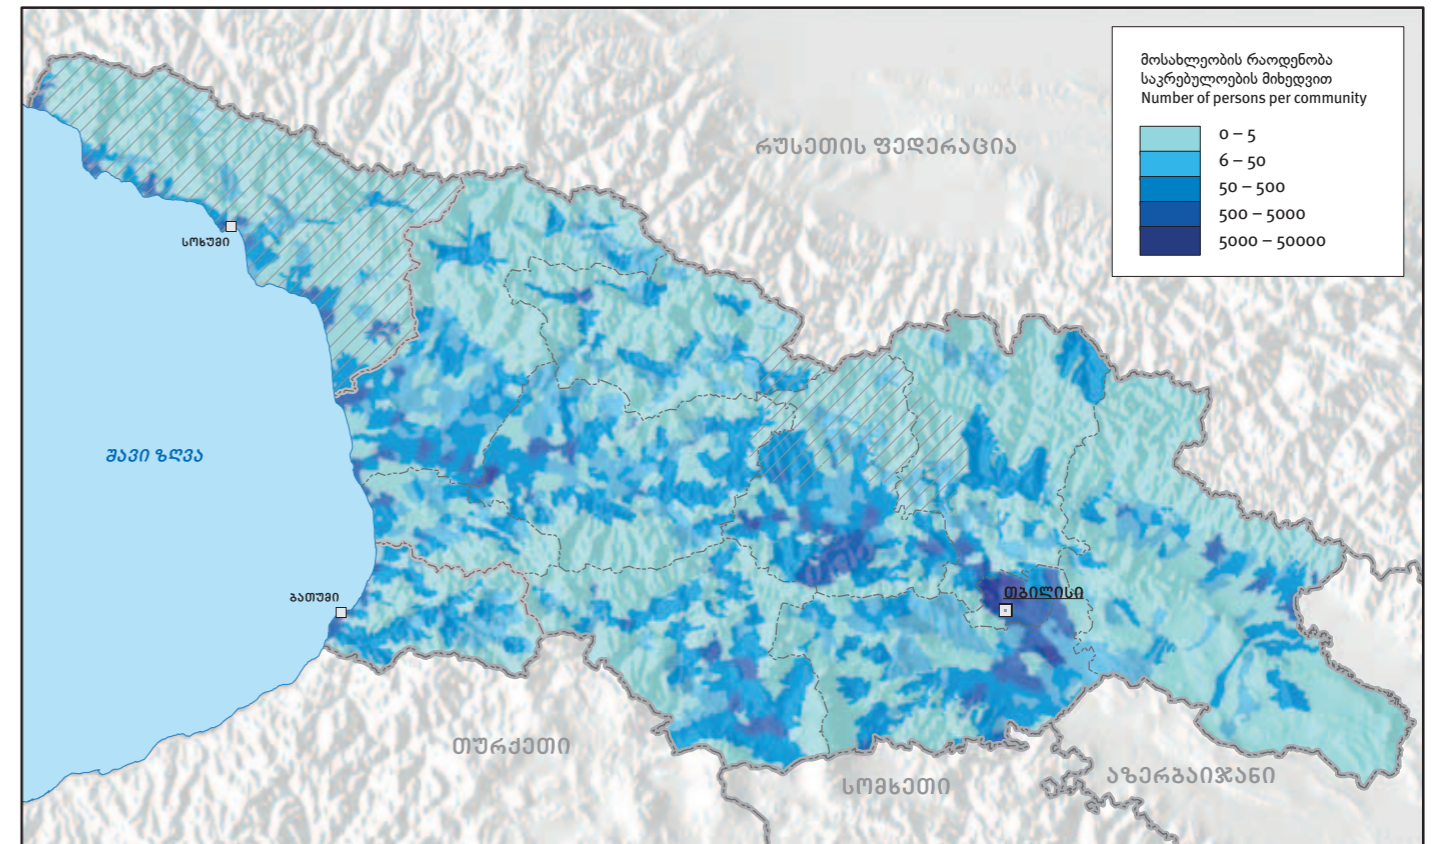 მოსახლეობის რაოდენობა
საკრებულოების მიხედვით
Number of persons per community
0 – 5
6 – 50
50 – 500
500 – 5000
5000 – 50000
რუსეთის ფედერაცია
სოხუმი
შავი ზღვა
ბათუმი
თბილისი
თურქეთი
სომხეთი
აზერბაიჯანი